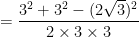 = \frac{3^2 + 3^2 - (2\sqrt{3})^2}{2 \times 3 \times 3}